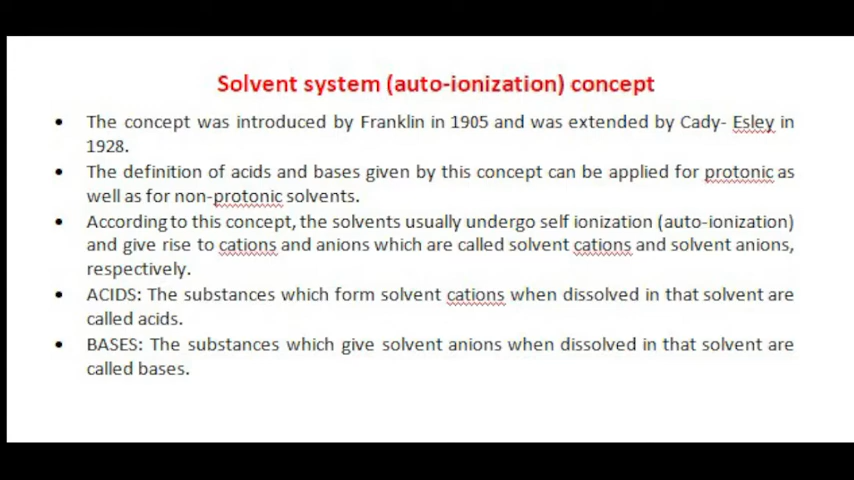 Solvent system (auto-ionization) concept
• The concept was introduced by Franklin in 1905 and was extended by Cady- Esley in
1928.
• The definition of acids and bases given by this concept can be applied for protonic as
well as for non-protonic solvents.
• According to this concept, the solvents usually undergo self ionization (auto-ionization)
and give rise to cations and anions which are called solvent cations and solvent anions,
respectively.
• ACIDS: The substances which form solvent cations when dissolved in that solvent are
called acids.
• BASES: The substances which give solvent anions when dissolved in that solvent are
called bases.